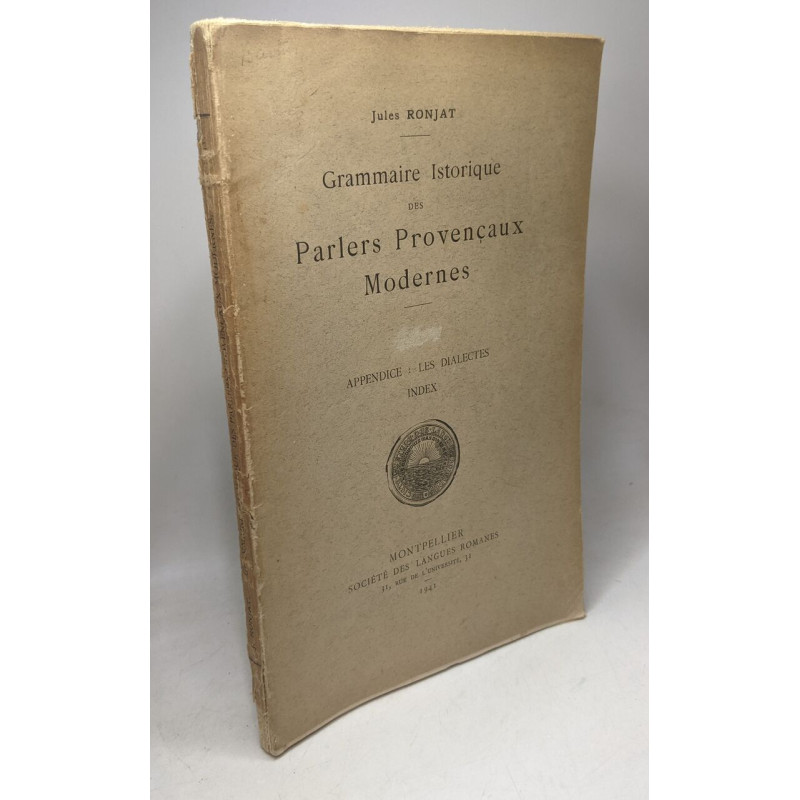 Jules RONJAT
Grammaire Istorique
DES
Parlers Provençaux
Modernes
APPENDICE : LES DIALECTES
INDEX
MONTPELLIER
SOCIÉTÉ DES LANGUES ROMANES
31, RUE DE L'UNIVERSITÉ, 31
1941